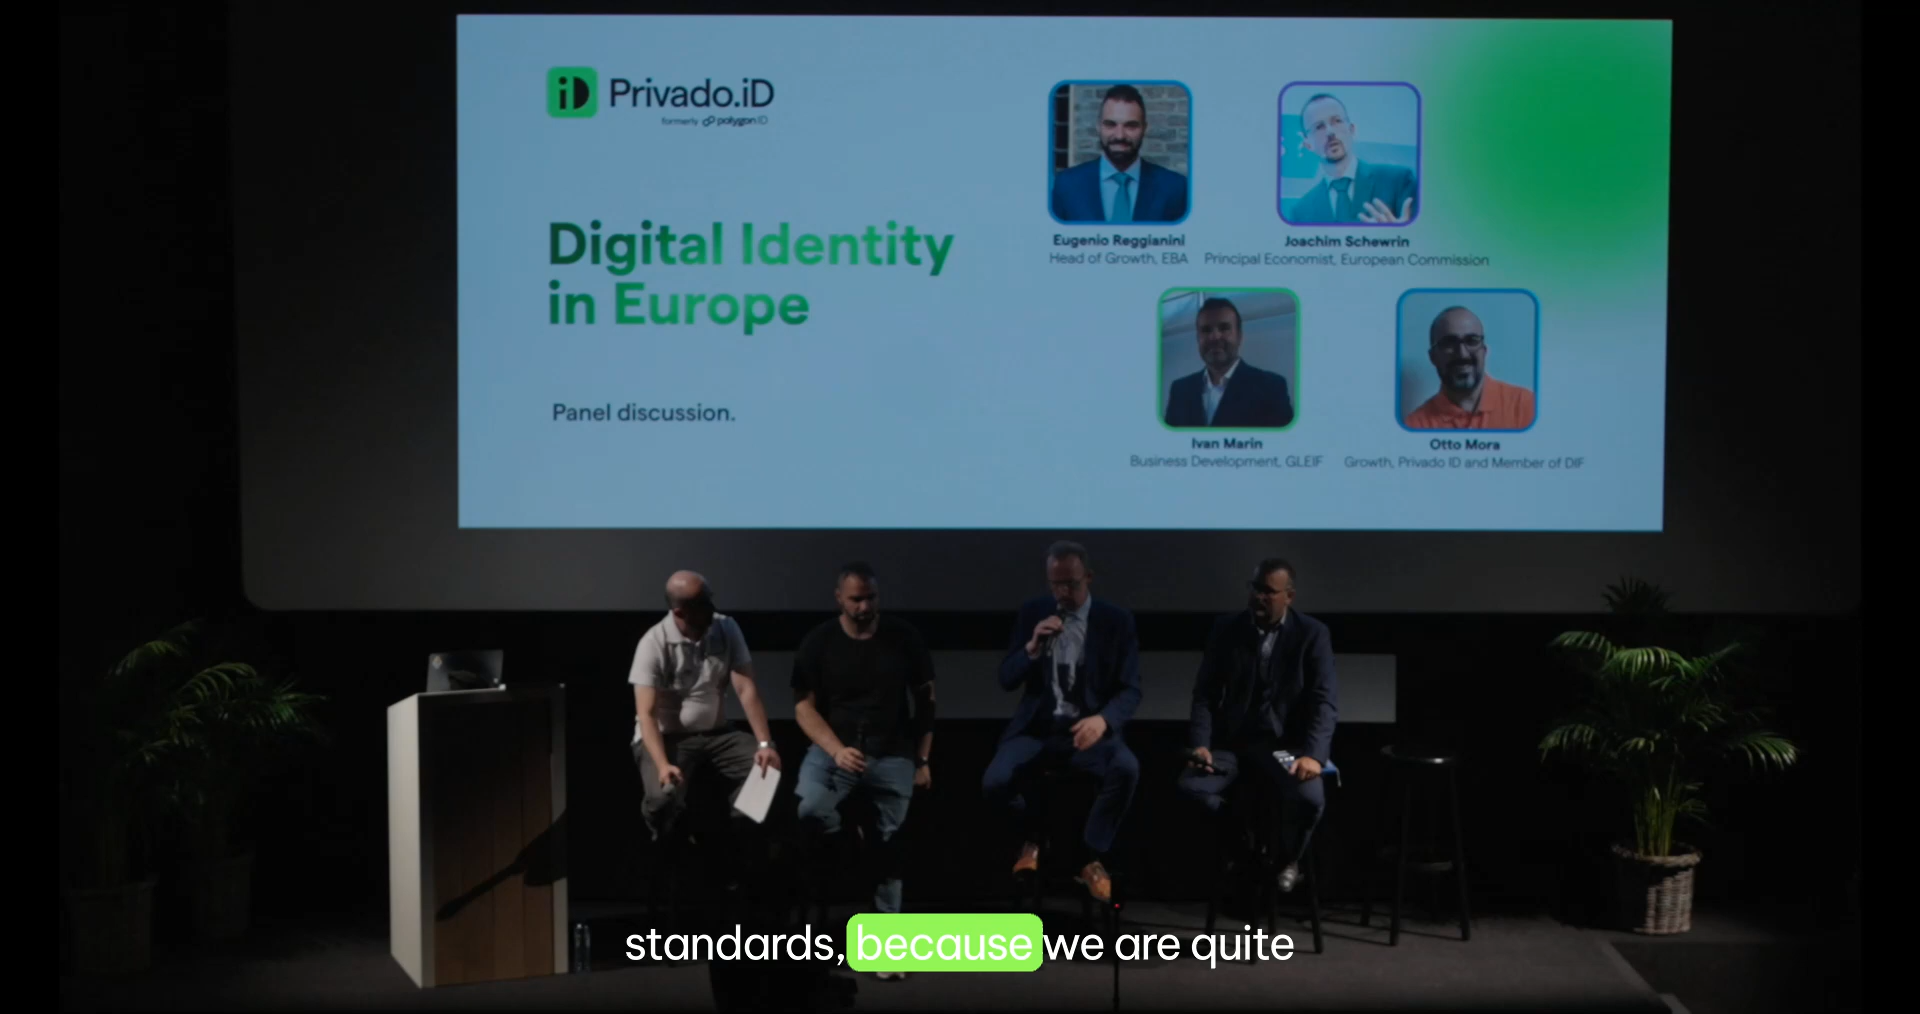 iD Privado.iD
formerly polygon ID
Digital Identity
in Europe
Panel discussion.
Eugenio Reggianini
Head of Growth, EBA
Joachim Schewrin
Principal Economist, European Commission
Ivan Marin
Business Development, GLEIF
Otto Mora
Growth, Privado ID and Member of DIF
standards, because we are quite